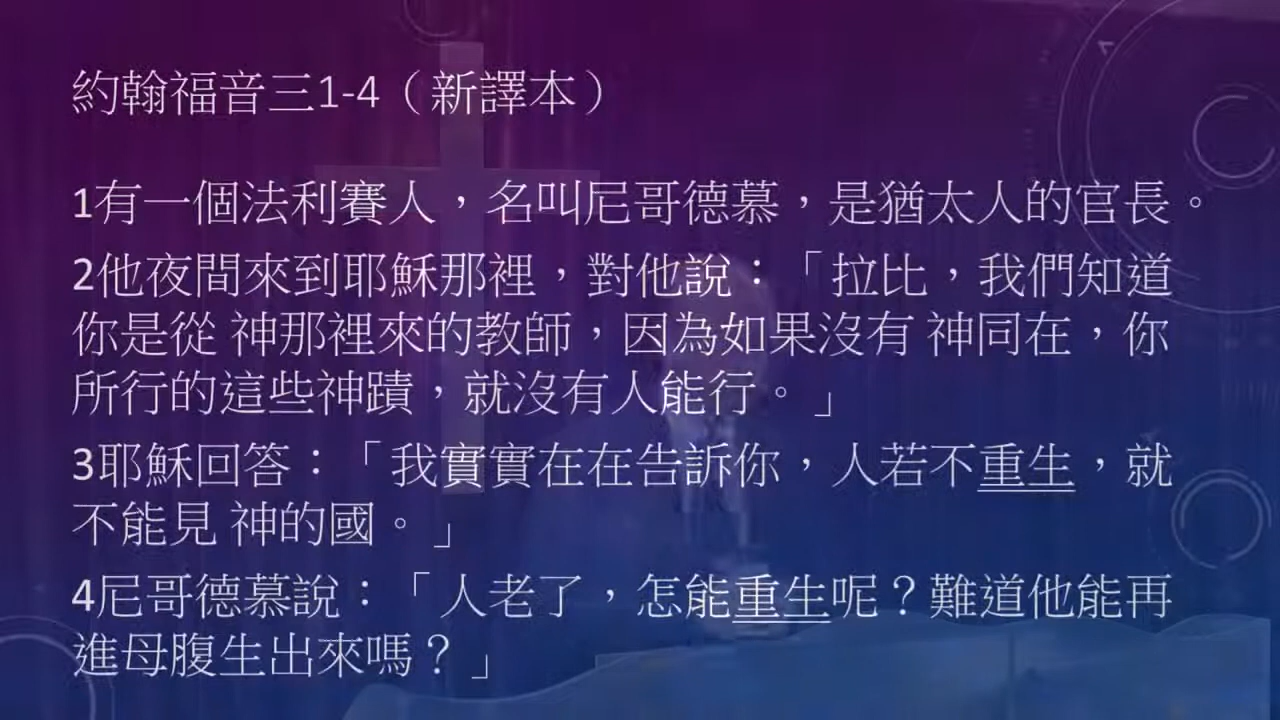 約翰福音三1-4（新譯本）
1有一個法利賽人，名叫尼哥德慕，是猶太人的官長。
2他夜間來到耶穌那裡，對他說：「拉比，我們知道
你是從 神那裡來的教師，因為如果沒有 神同在，你
所行的這些神蹟，就沒有人能行。」
3耶穌回答：「我實實在在告訴你，人若不重生，就
不能見 神的國。」
4尼哥德慕說：「人老了，怎能重生呢？難道他能再
進母腹生出來嗎？」